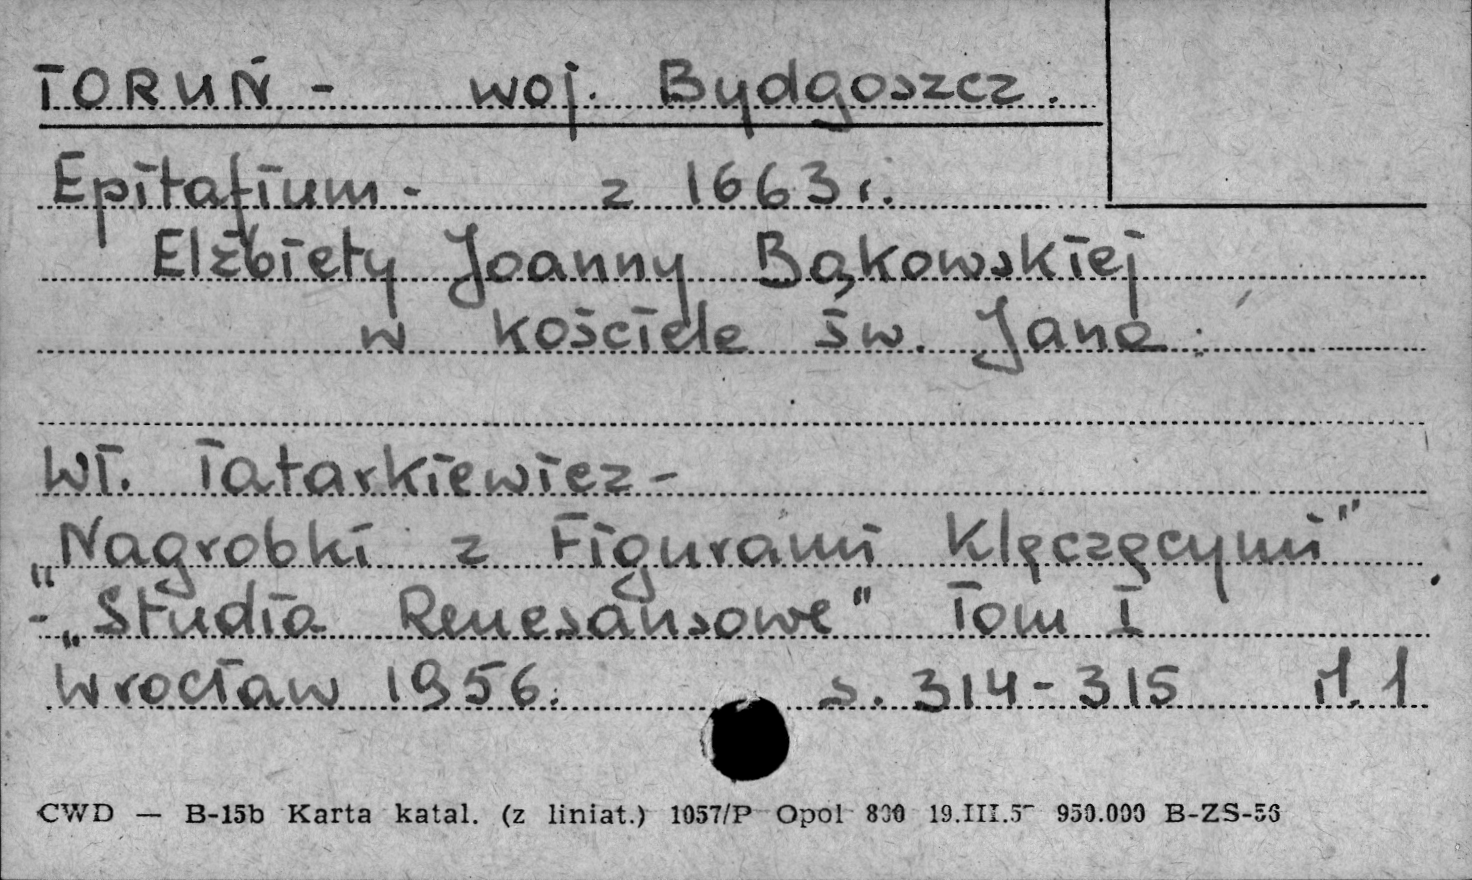 TORUŃ - woj. Bydgoszcz.
Epitafium - z 1663 r.
Elżbiety Joanny Bąkowskiej
w kościele św. Jana.
Wł. Tatarkiewicz -
„Nagrobki z Figurami Klęczącymi"
- „Studia Renesansowe" Tom I
Wrocław 1956. s. 314-315 il. 1
CWD — B-15b Karta katal. (z liniat.) 1057/P Opol 800 19.III.5 950.000 B-ZS-56